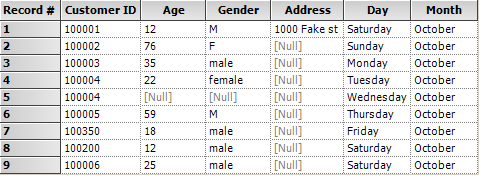 Record # Customer ID Age Gender Address Day Month
1 100001 12 M 1000 Fake st Saturday October
2 100002 76 F [Null] Sunday October
3 100003 35 male [Null] Monday October
4 100004 22 female [Null] Tuesday October
5 100004 [Null] [Null] [Null] Wednesday October
6 100005 59 M [Null] Thursday October
7 100350 18 male [Null] Friday October
8 100200 12 male [Null] Saturday October
9 100006 25 male [Null] Saturday October